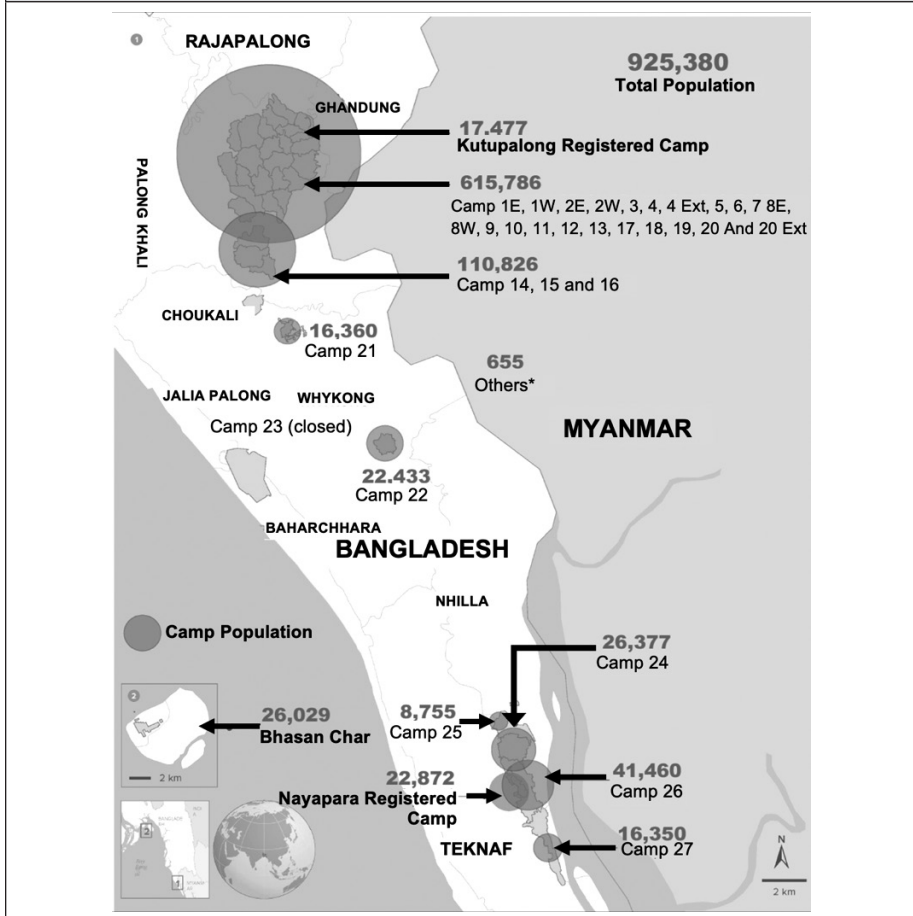 1
RAJAPALONG
925,380
Total Population
GHANDUNG
17.477
Kutupalong Registered Camp
PALONG KHALI
615,786
Camp 1E, 1W, 2E, 2W, 3, 4, 4 Ext, 5, 6, 7 8E,
8W, 9, 10, 11, 12, 13, 17, 18, 19, 20 And 20 Ext
110,826
Camp 14, 15 and 16
CHOUKALI
16,360
Camp 21
655
Others*
JALIA PALONG
WHYKONG
Camp 23 (closed)
MYANMAR
22.433
Camp 22
BAHARCHHARA
BANGLADESH
NHILLA
Camp Population
26,377
Camp 24
2
26,029
Bhasan Char
2 km
8,755
Camp 25
22,872
Nayapara Registered
Camp
41,460
Camp 26
TEKNAF
16,350
Camp 27
2
1
N
2 km